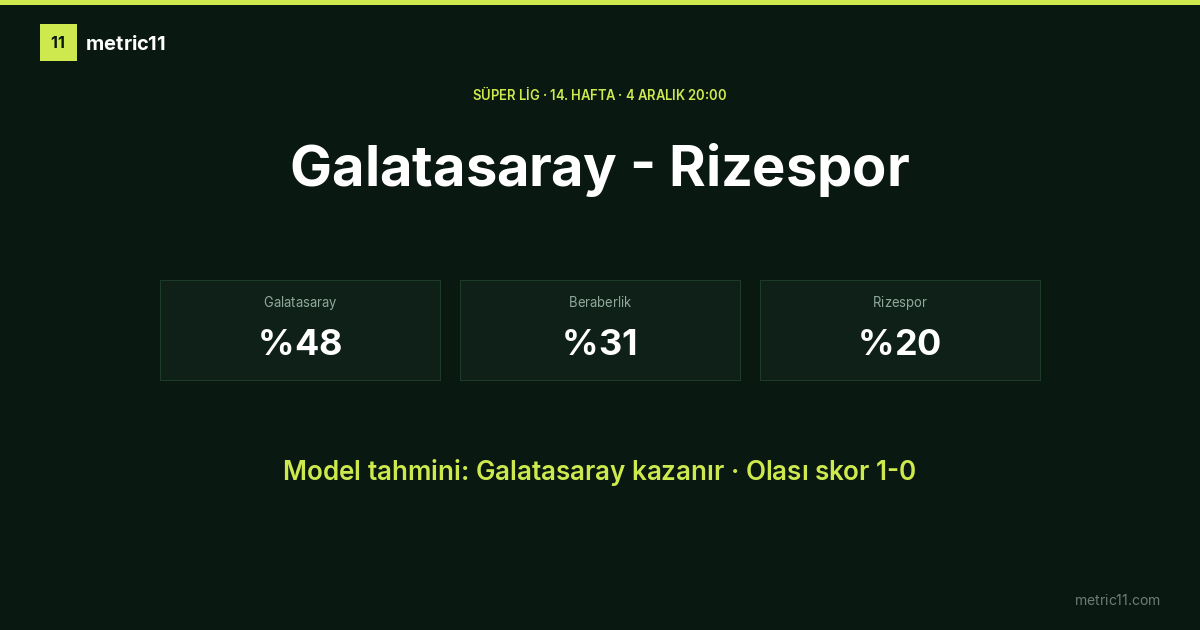 11 metric11
SÜPER LİG · 14. HAFTA · 4 ARALIK 20:00
Galatasaray - Rizespor
Galatasaray
%48
Beraberlik
%31
Rizespor
%20
Model tahmini: Galatasaray kazanır · Olası skor 1-0
metric11.com